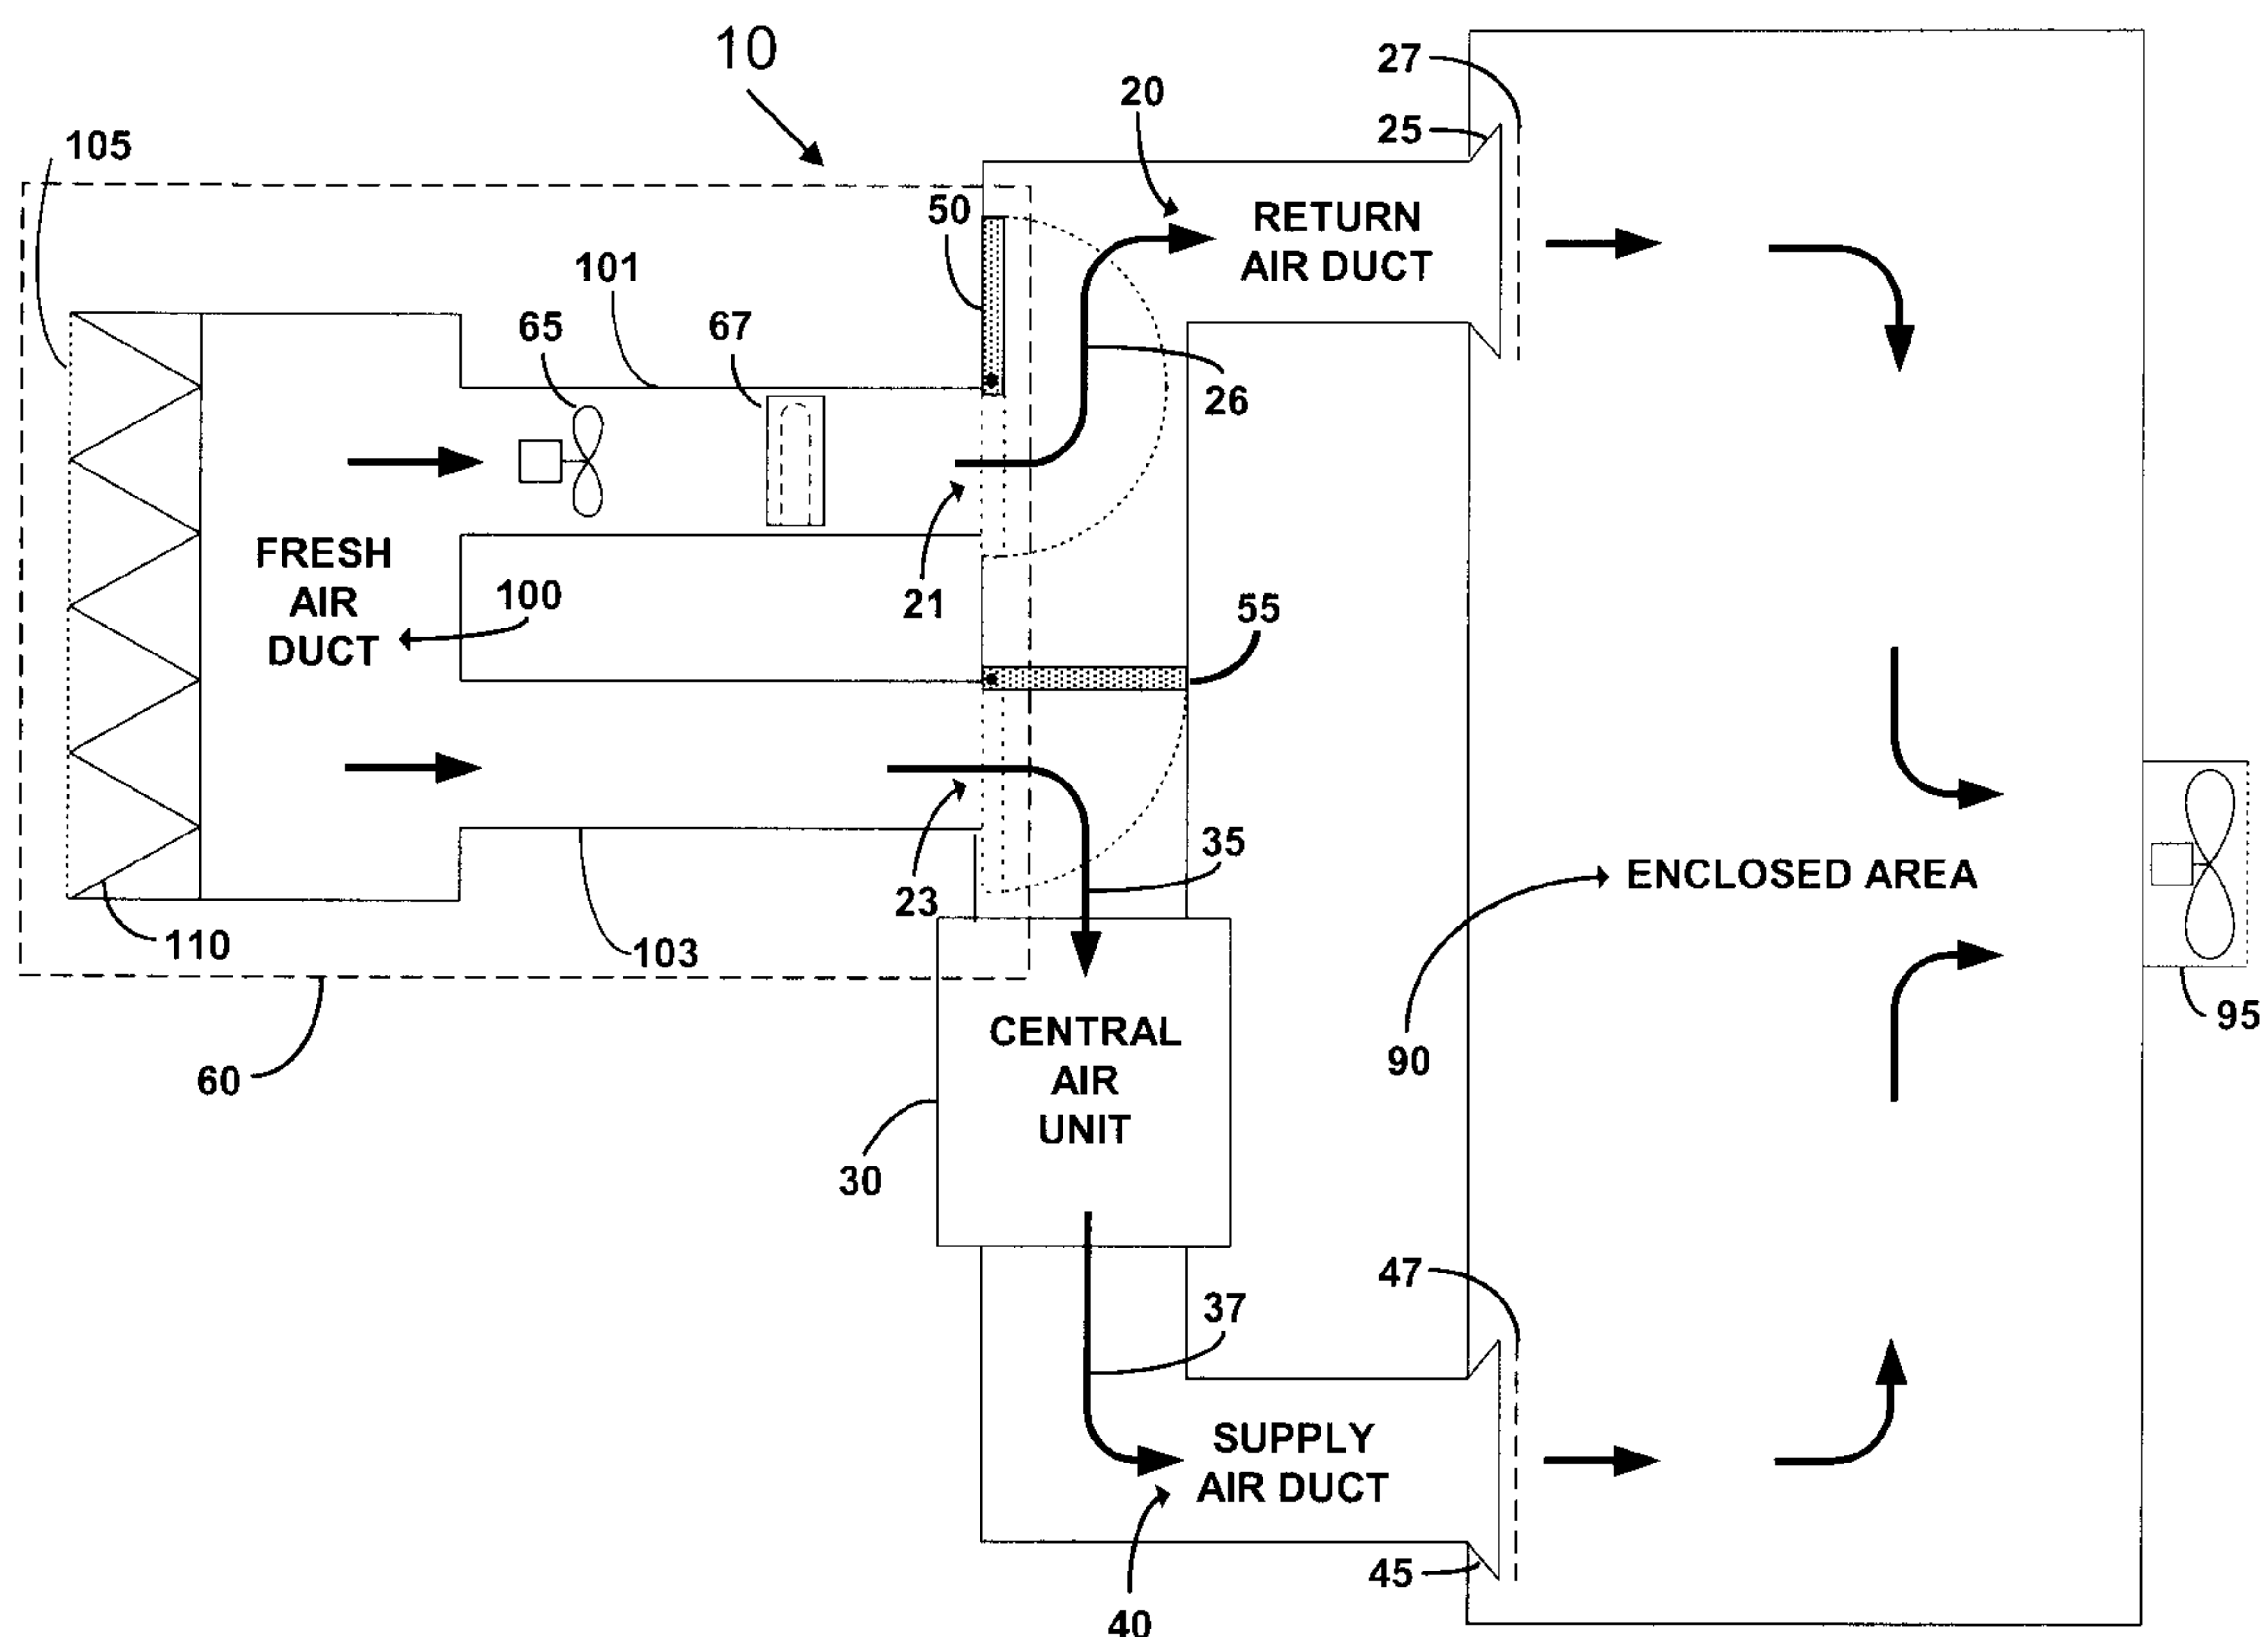 10
27
20
25
105
50
RETURN
AIR DUCT
101
65
67
26
FRESH
AIR
DUCT
100
21
55
35
ENCLOSED AREA
23
110
103
95
CENTRAL
AIR
UNIT
90
60
30
47
37
SUPPLY
AIR DUCT
45
40